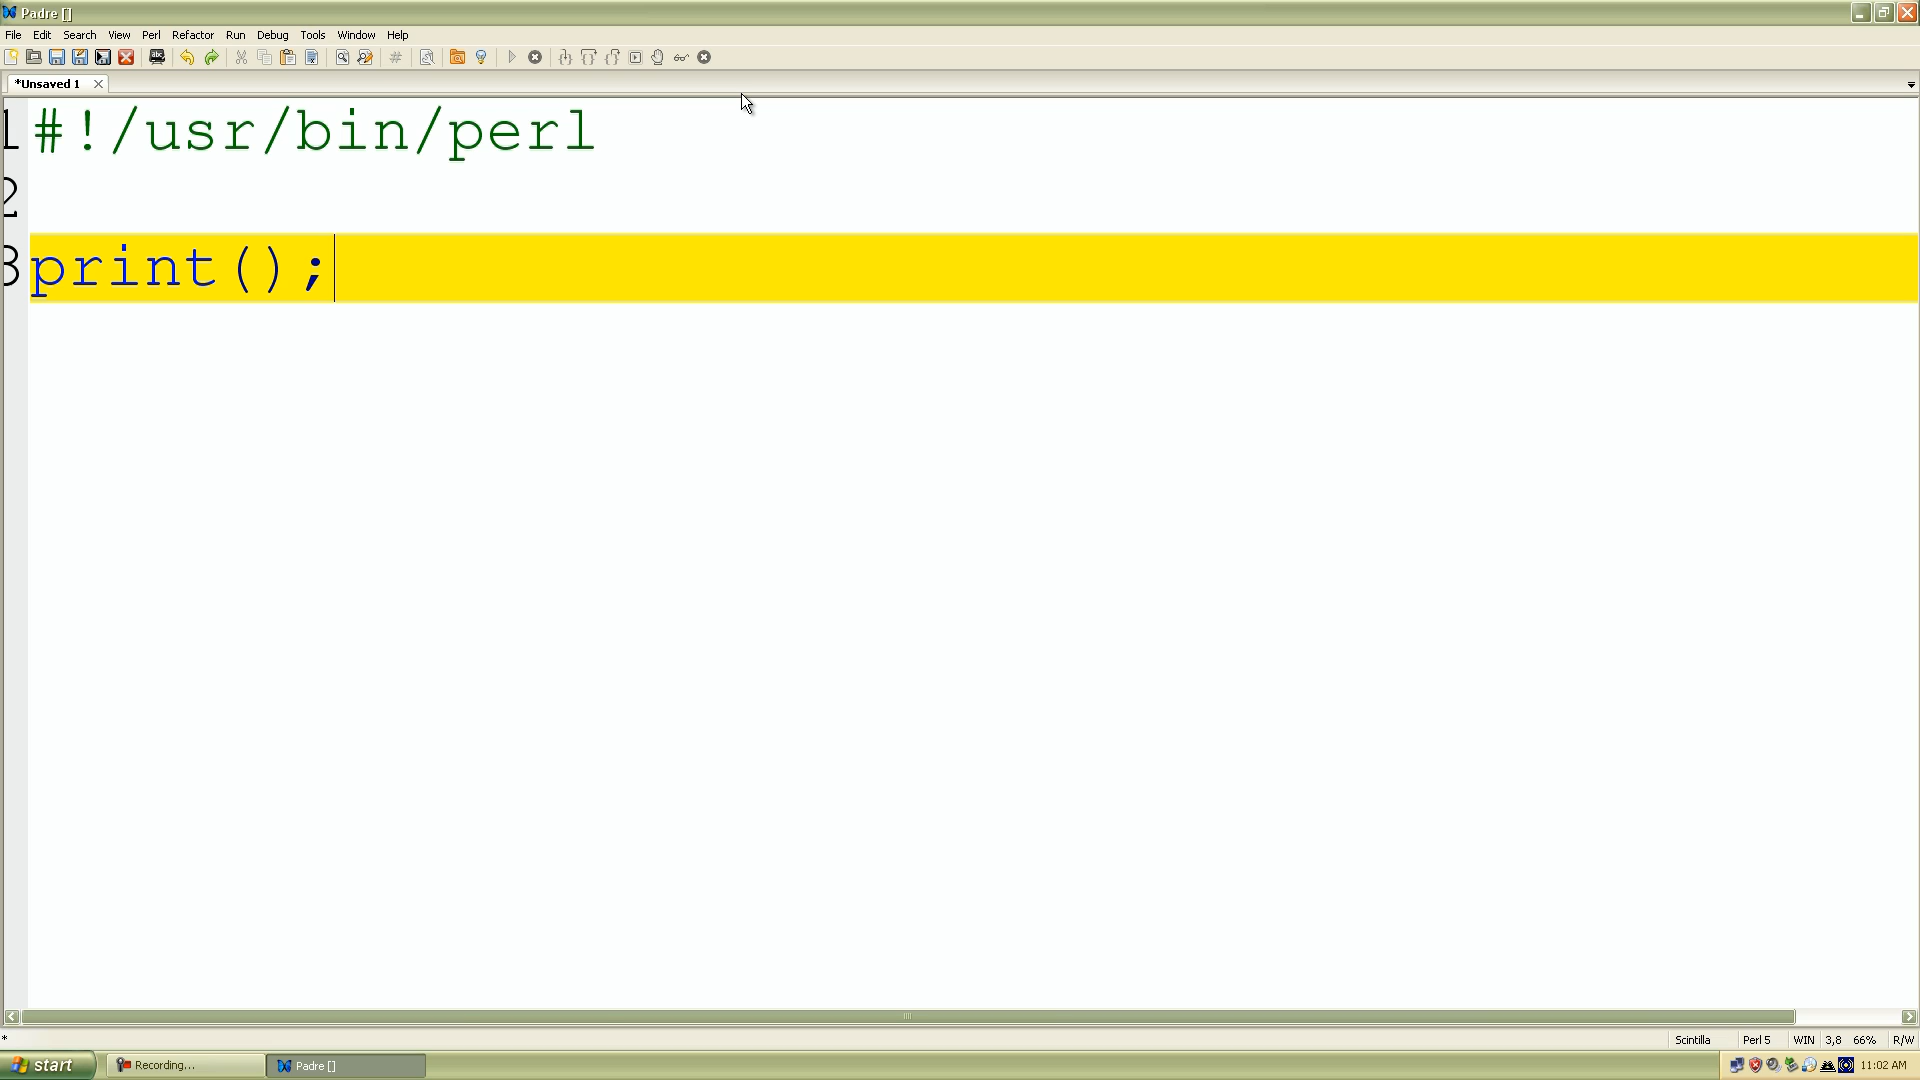 Padre []
File Edit Search View Perl Refactor Run Debug Tools Window Help
*Unsaved 1
1 #!/usr/bin/perl
2
3 print();
* Scintilla Perl 5 WIN 3,8 66% R/W
start Recording... Padre [] 11:02 AM